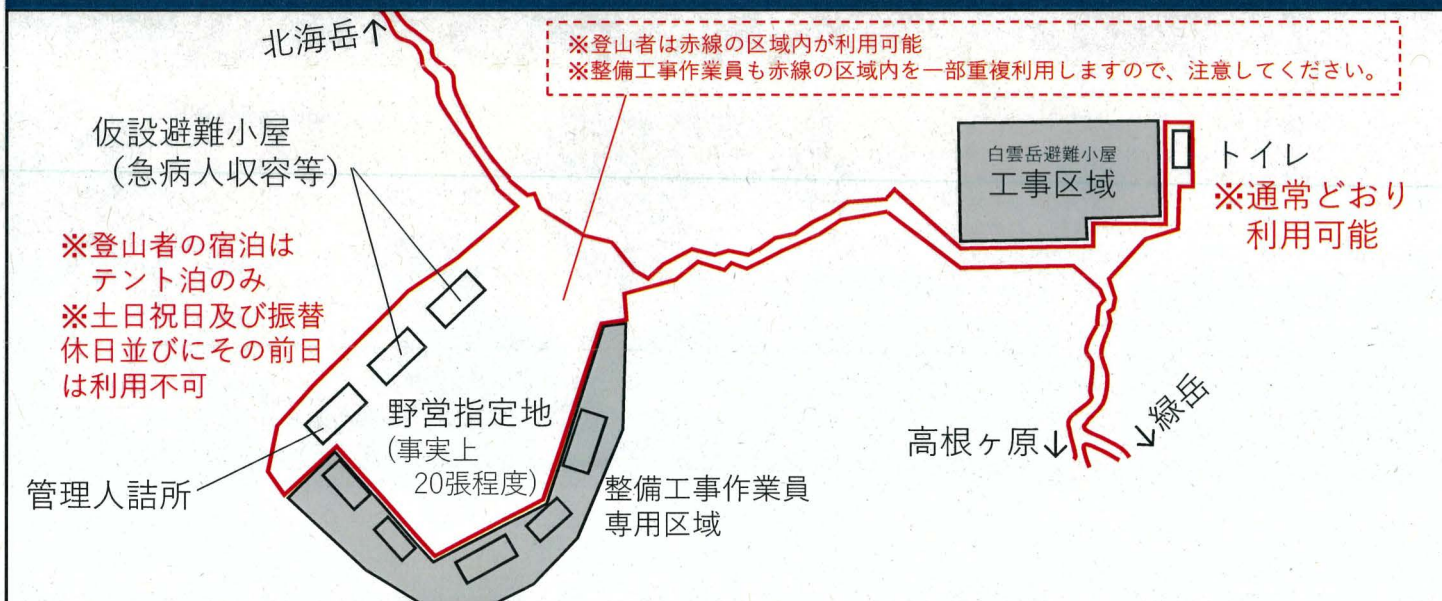 北海岳↑
※登山者は赤線の区域内が利用可能
※整備工事作業員も赤線の区域内を一部重複利用しますので、注意してください。
仮設避難小屋
（急病人収容等）
※登山者の宿泊は
テント泊のみ
※土日祝日及び振替
休日並びにその前日
は利用不可
白雲岳避難小屋
工事区域
トイレ
※通常どおり
利用可能
野営指定地
(事実上
20張程度)
管理人詰所
整備工事作業員
専用区域
高根ヶ原↓
↓緑岳